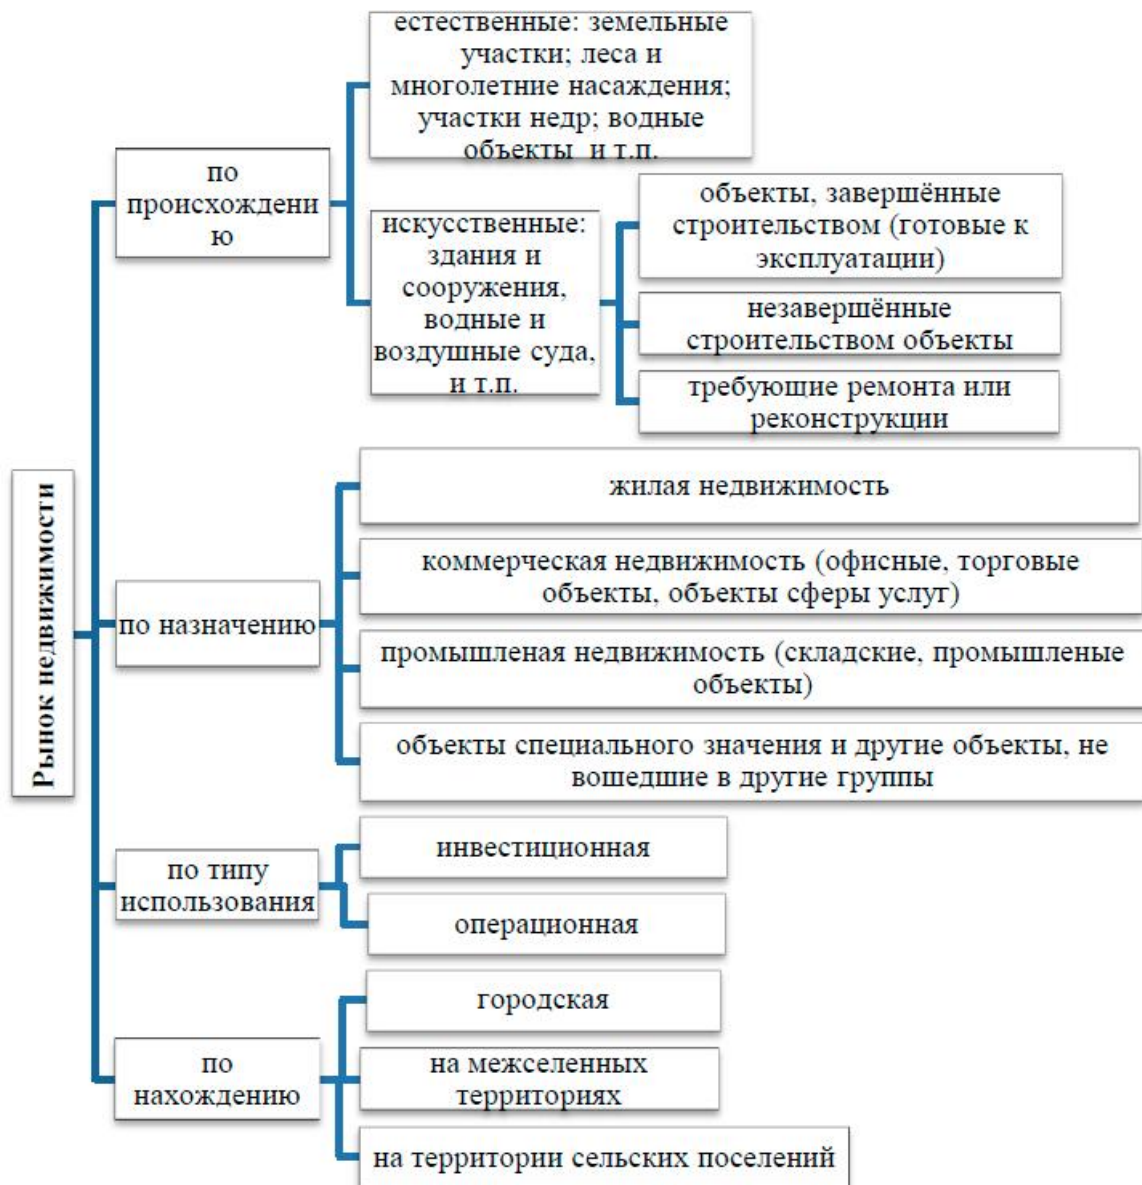 Рынок недвижимости
по
происхождени
ю
естественные: земельные
участки; леса и
многолетние насаждения;
участки недр; водные
объекты и т.п.
искусственные:
здания и
сооружения,
водные и
воздушные суда,
и т.п.
объекты, завершённые
строительством (готовые к
эксплуатации)
незавершённые
строительством объекты
требующие ремонта или
реконструкции
по назначению
жилая недвижимость
коммерческая недвижимость (офисные, торговые
объекты, объекты сферы услуг)
промышленая недвижимость (складские, промышленые
объекты)
объекты специального значения и другие объекты, не
вошедшие в другие группы
по типу
использования
инвестиционная
операционная
по
нахождению
городская
на межселенных
территориях
на территории сельских поселений